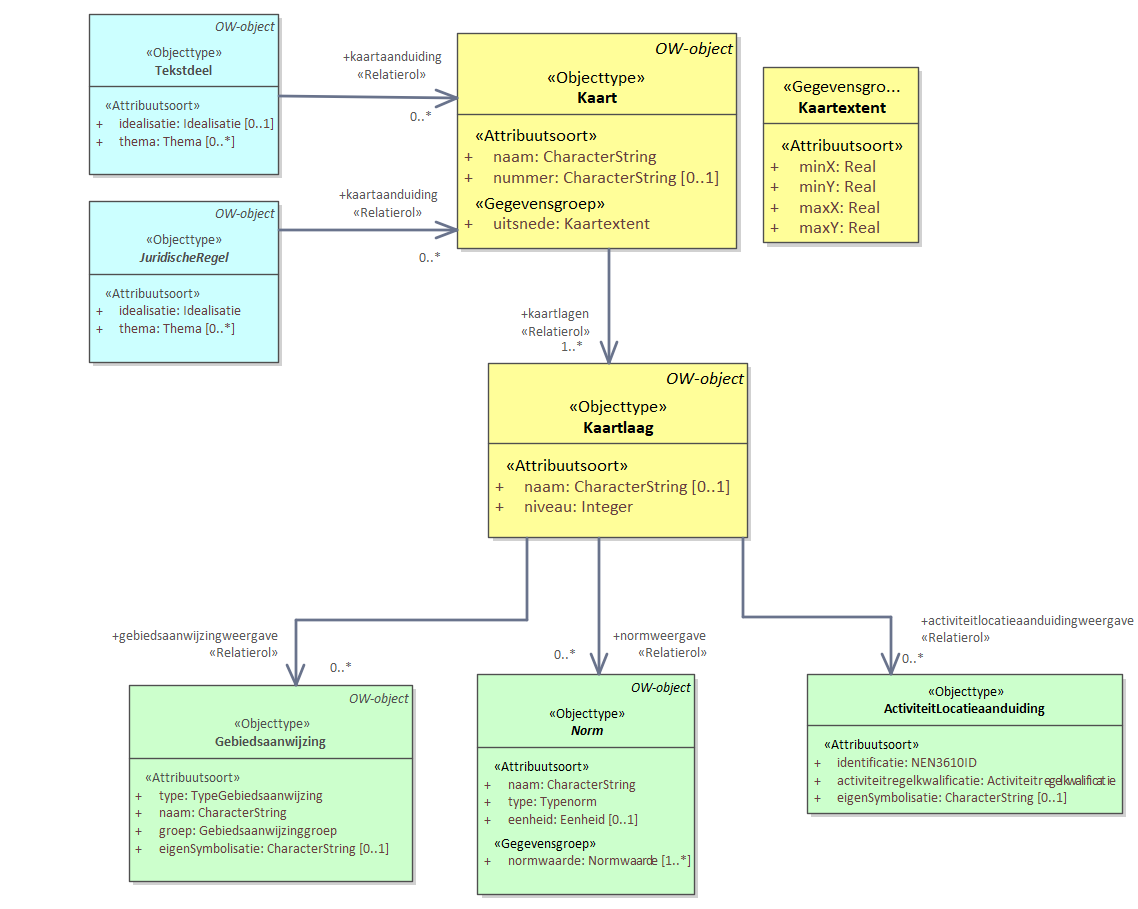 OW-object
«Objecttype»
Tekstdeel
«Attribuutsoort»
+ idealisatie: Idealisatie [0..1]
+ thema: Thema [0..*]
+kaartaanduiding
«Relatierol»
0..*
OW-object
«Objecttype»
Kaart
«Attribuutsoort»
+ naam: CharacterString
+ nummer: CharacterString [0..1]
«Gegevensgroep»
+ uitsnede: Kaartextent
«Gegevensgro...
Kaartextent
«Attribuutsoort»
+ minX: Real
+ minY: Real
+ maxX: Real
+ maxY: Real
OW-object
«Objecttype»
JuridischeRegel
«Attribuutsoort»
+ idealisatie: Idealisatie
+ thema: Thema [0..*]
+kaartaanduiding
«Relatierol»
0..*
+kaartlagen
«Relatierol»
1..*
OW-object
«Objecttype»
Kaartlaag
«Attribuutsoort»
+ naam: CharacterString [0..1]
+ niveau: Integer
+gebiedsaanwijzingweergave
«Relatierol»
0..*
+normweergave
«Relatierol»
0..*
+activiteitlocatieaanduidingweergave
«Relatierol»
0..*
OW-object
«Objecttype»
Gebiedsaanwijzing
«Attribuutsoort»
+ type: TypeGebiedsaanwijzing
+ naam: CharacterString
+ groep: Gebiedsaanwijzinggroep
+ eigenSymbolisatie: CharacterString [0..1]
OW-object
«Objecttype»
Norm
«Attribuutsoort»
+ naam: CharacterString
+ type: Typenorm
+ eenheid: Eenheid [0..1]
«Gegevensgroep»
+ normwaarde: Normwaarde [1..*]
«Objecttype»
ActiviteitLocatieaanduiding
«Attribuutsoort»
+ identificatie: NEN3610ID
+ activiteitregelkwalificatie: Activiteitregelkwalificatie
+ eigenSymbolisatie: CharacterString [0..1]